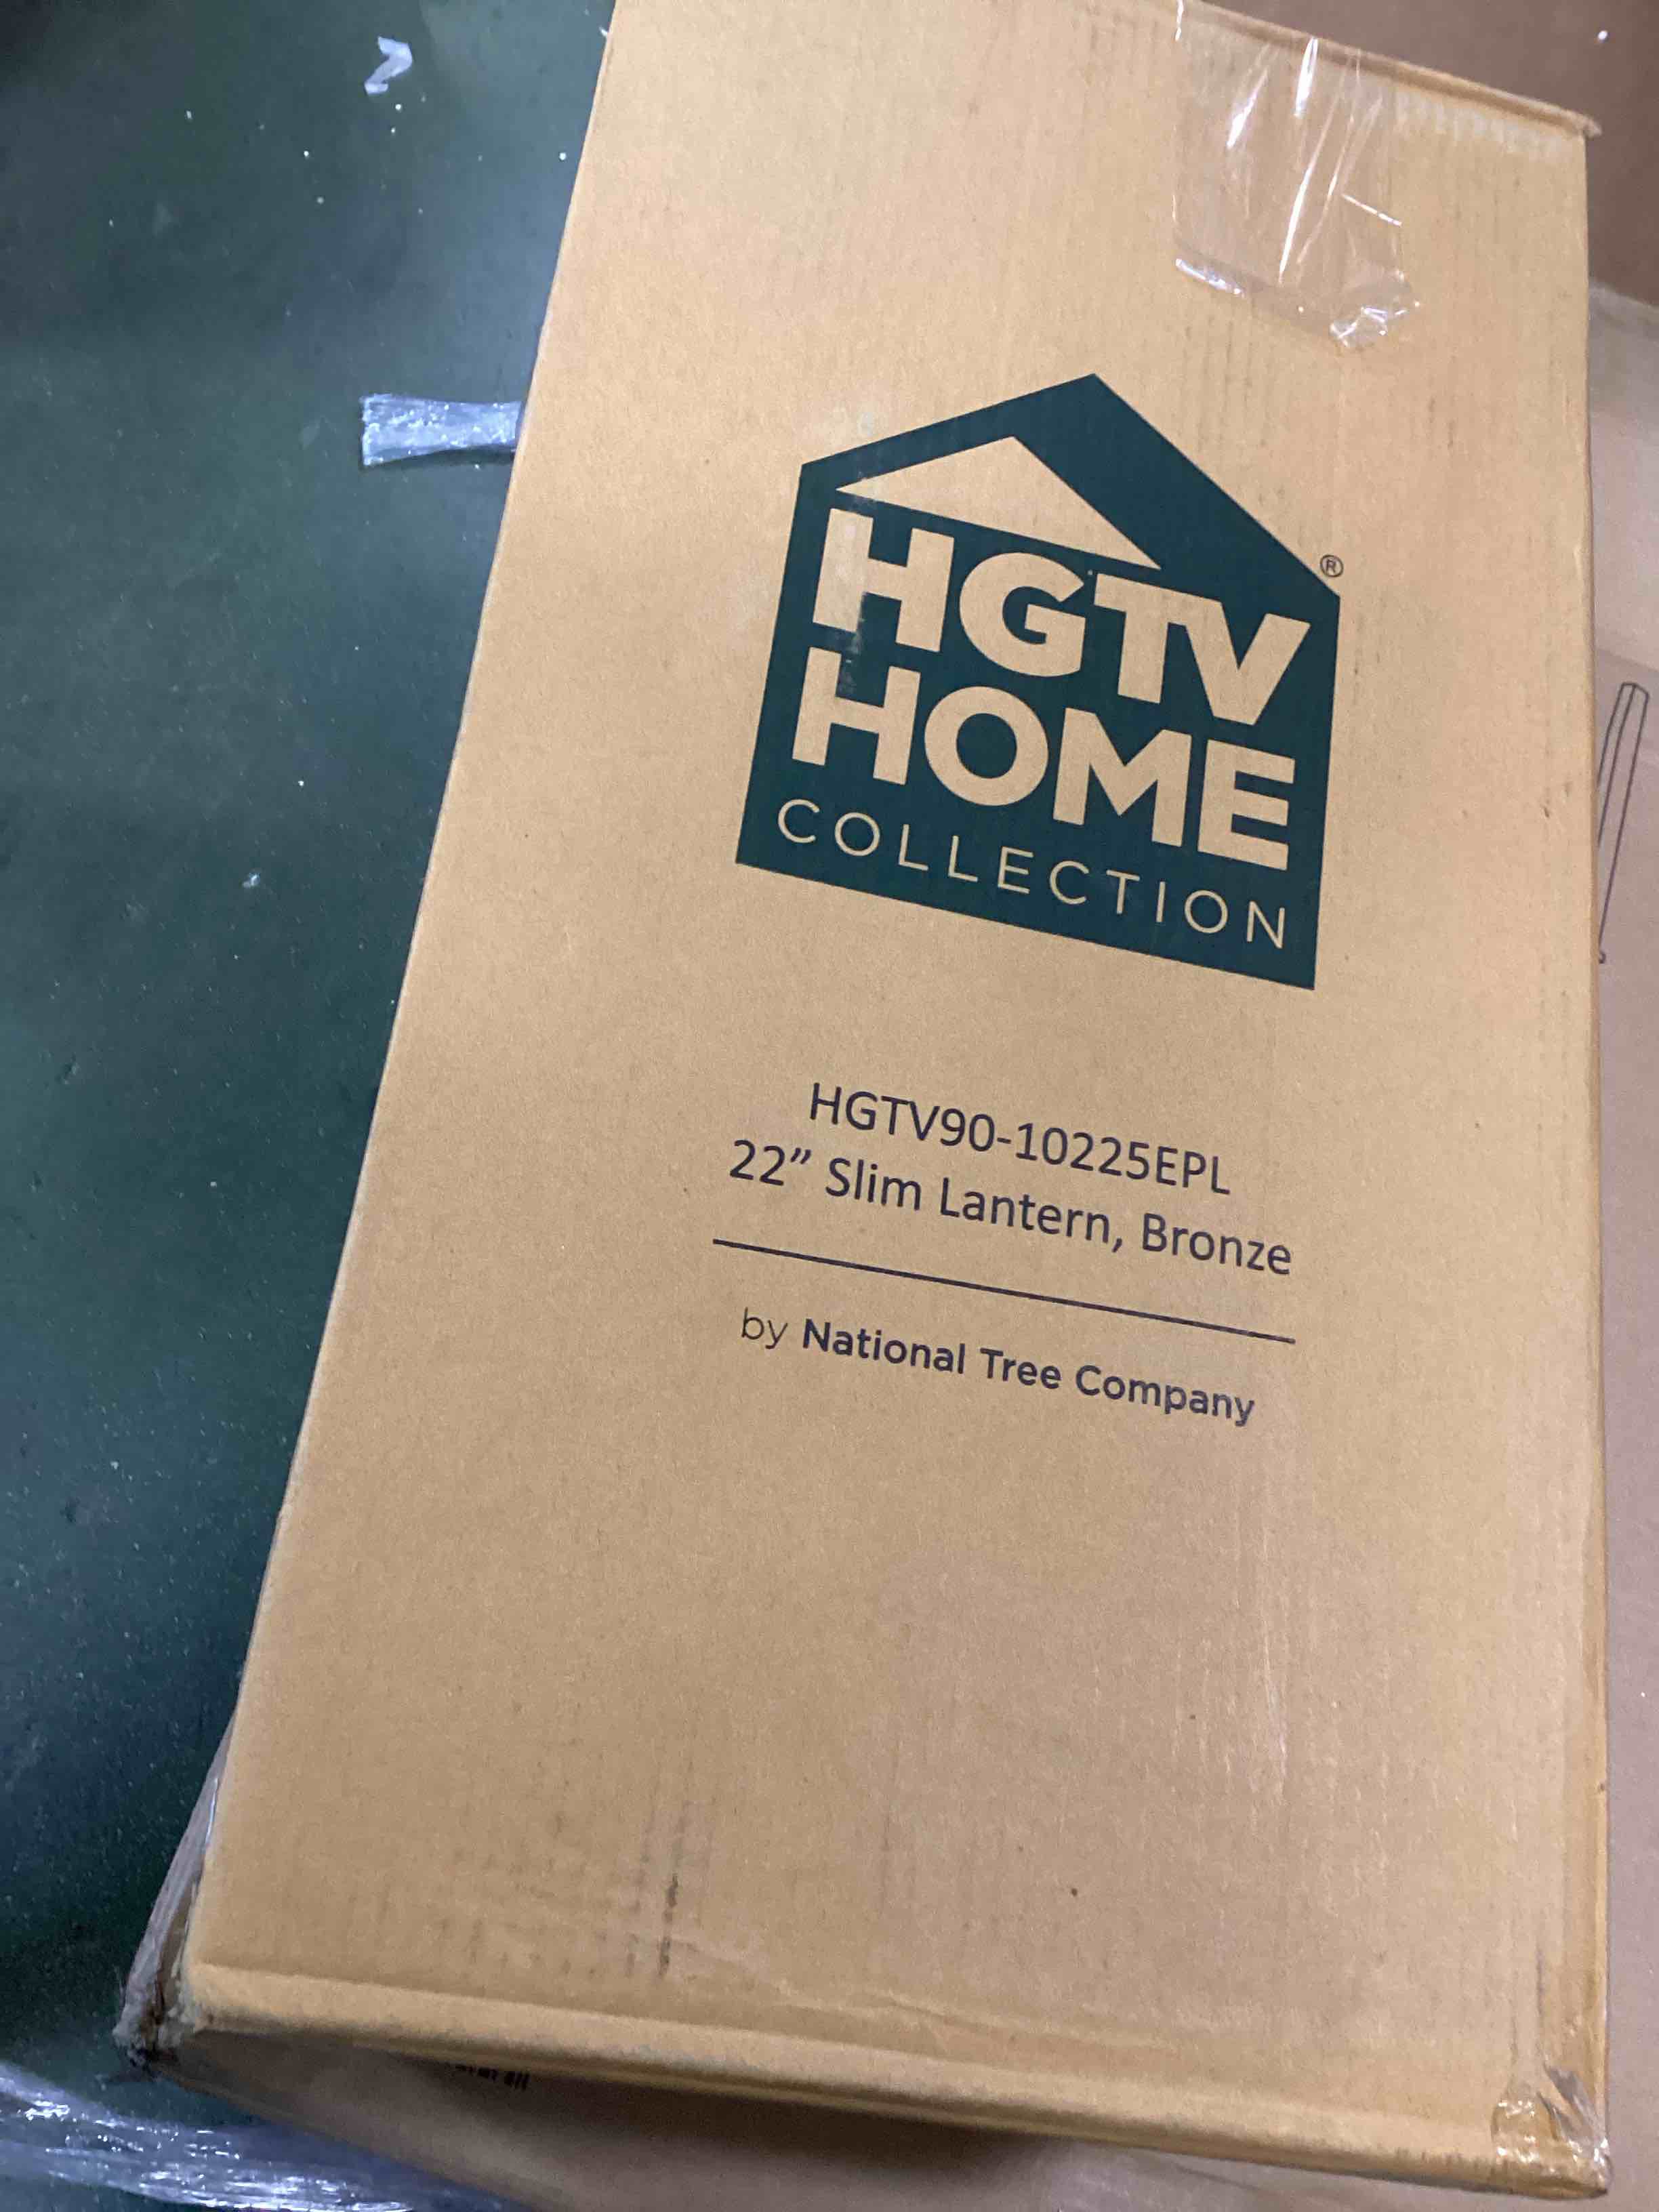 HGTV
HOME
COLLECTION
®
HGTV90-10225EPL
22” Slim Lantern, Bronze
by National Tree Company